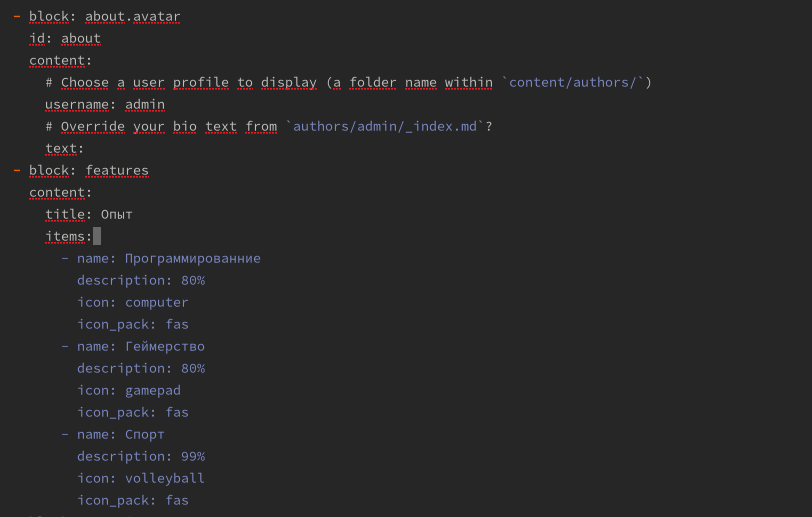 - block: about.avatar
id: about
content:
# Choose a user profile to display (a folder name within `content/authors/`)
username: admin
# Override your bio text from `authors/admin/_index.md`?
text:
- block: features
content:
title: Опыт
items:
- name: Программированние
description: 80%
icon: computer
icon_pack: fas
- name: Геймерство
description: 80%
icon: gamepad
icon_pack: fas
- name: Спорт
description: 99%
icon: volleyball
icon_pack: fas